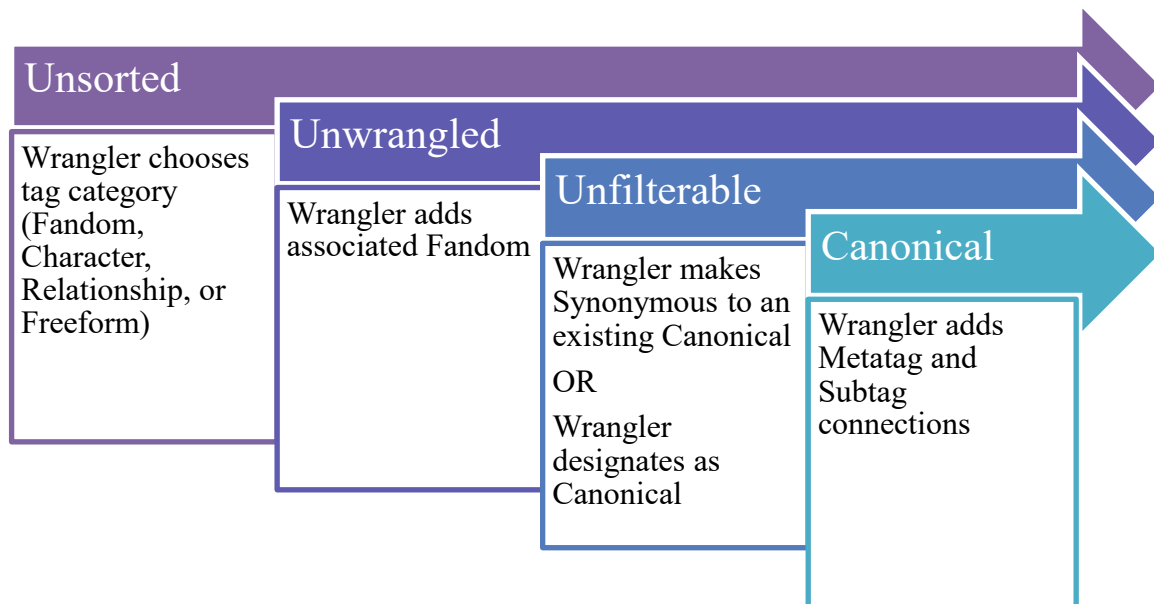 Unsorted
Wrangler chooses
tag category
(Fandom,
Character,
Relationship, or
Freeform)
Unwrangled
Wrangler adds
associated Fandom
Unfilterable
Wrangler makes
Synonymous to an
existing Canonical
OR
Wrangler
designates as
Canonical
Canonical
Wrangler adds
Metatag and
Subtag
connections